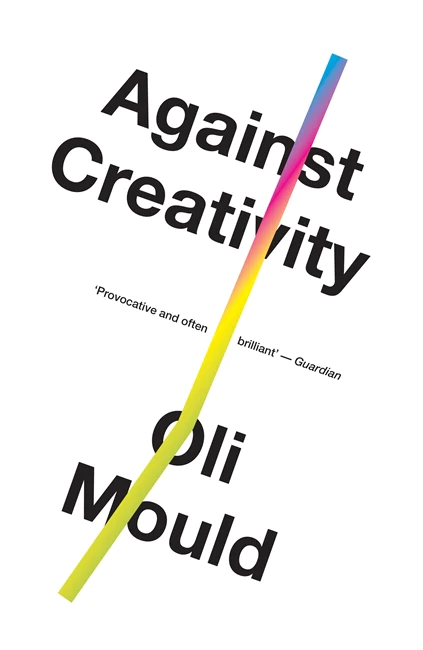 Against
Creativity
‘Provocative and often brilliant’ — Guardian
Oli
Mould